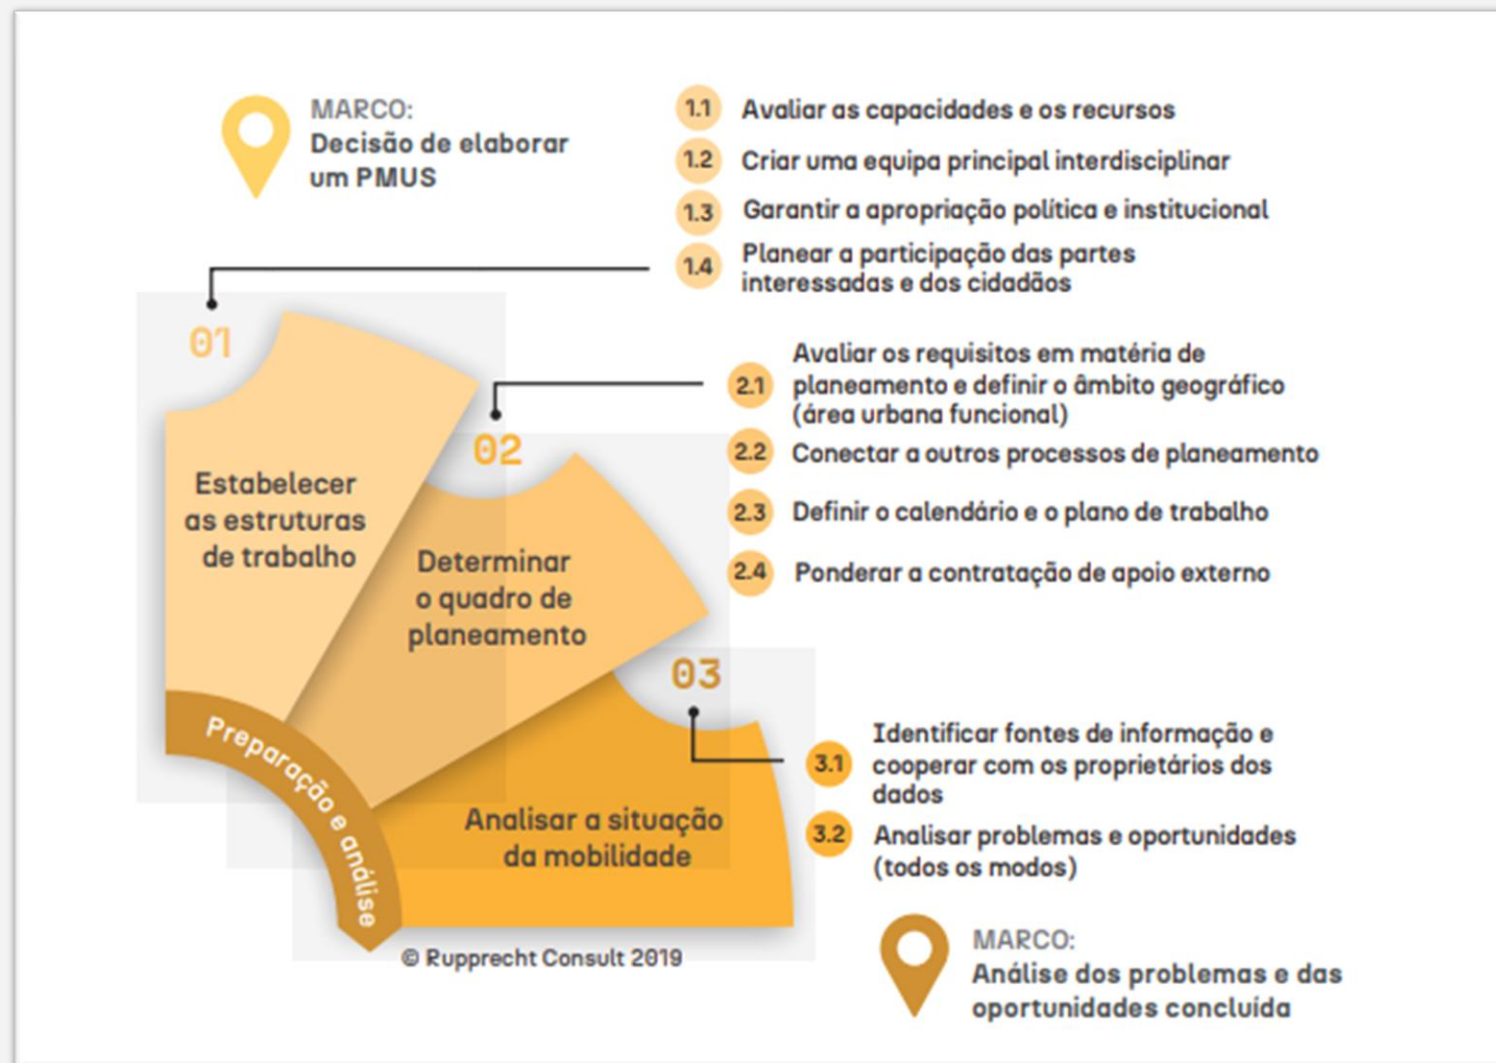 MARCO:
Decisão de elaborar
um PMUS
1.1 Avaliar as capacidades e os recursos
1.2 Criar uma equipa principal interdisciplinar
1.3 Garantir a apropriação política e institucional
1.4 Planear a participação das partes
interessadas e dos cidadãos
01
Estabelecer
as estruturas
de trabalho
02
Avaliar os requisitos em matéria de
2.1 planeamento e definir o âmbito geográfico
(área urbana funcional)
2.2 Conectar a outros processos de planeamento
2.3 Definir o calendário e o plano de trabalho
2.4 Ponderar a contratação de apoio externo
Determinar
o quadro de
planeamento
03
Identificar fontes de informação e
3.1 cooperar com os proprietários dos
dados
3.2 Analisar problemas e oportunidades
(todos os modos)
Analisar a situação
da mobilidade
Preparação e análise
© Rupprecht Consult 2019
MARCO:
Análise dos problemas e das
oportunidades concluída